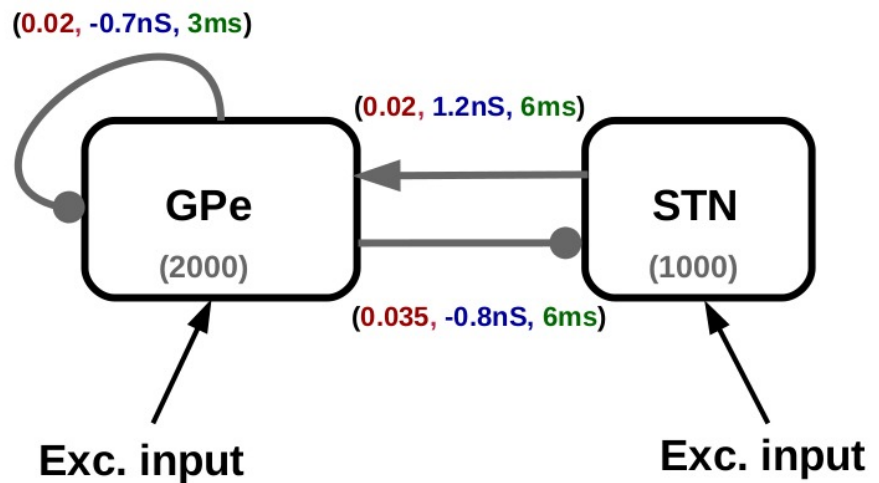 (0.02, -0.7nS, 3ms)
(0.02, 1.2nS, 6ms)
GPe
(2000)
STN
(1000)
(0.035, -0.8nS, 6ms)
Exc. input
Exc. input